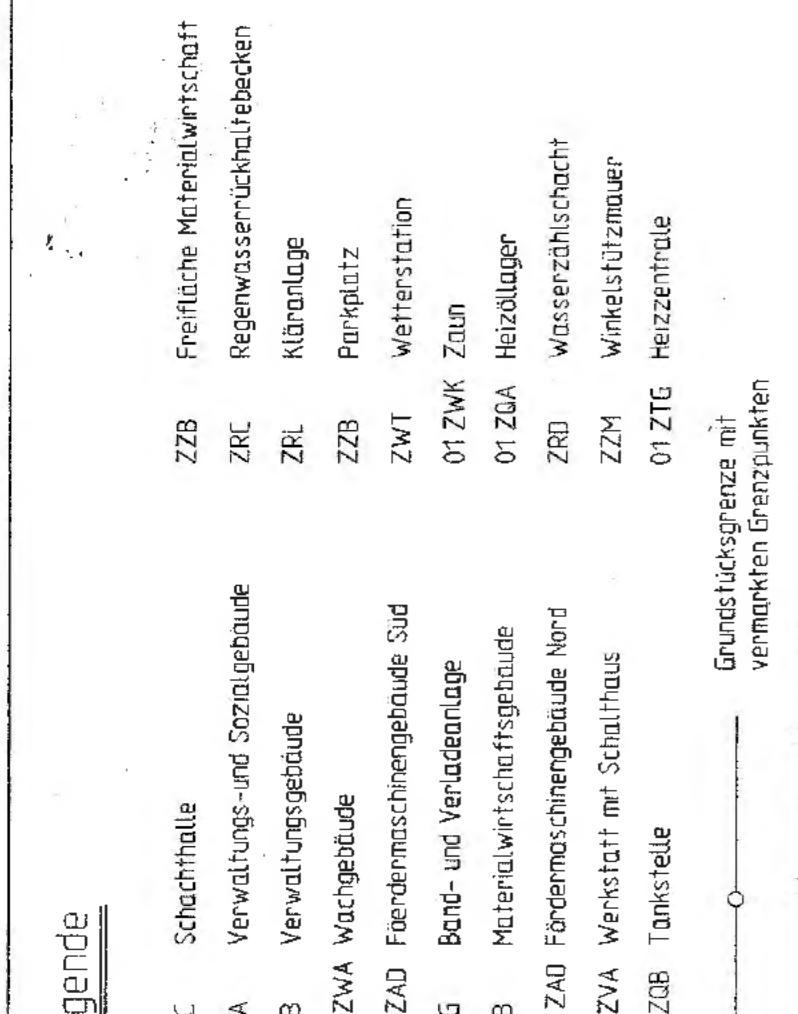 gende
C Schachthalle
A Verwaltungs-und Sozialgebäude
B Verwaltungsgebäude
ZWA Wachgebäude
ZAD Föerdermaschinengebäude Süd
G Band- und Verladeanlage
B Materialwirtschaftsgebäude
ZAD Fördermaschinengebäude Nord
ZVA Werkstatt mit Schalthaus
ZQB Tankstelle
ZZB Freifläche Materialwirtschaft
ZRC Regenwasserrückhaltebecken
ZRL Kläranlage
ZZB Parkplatz
ZWT Wetterstation
01 ZWK Zaun
01 ZQA Heizöllager
ZRD Wasserzählschacht
ZZM Winkelstützmauer
01 ZTG Heizzentrale
Grundstücksgrenze mit
vermarkten Grenzpunkten